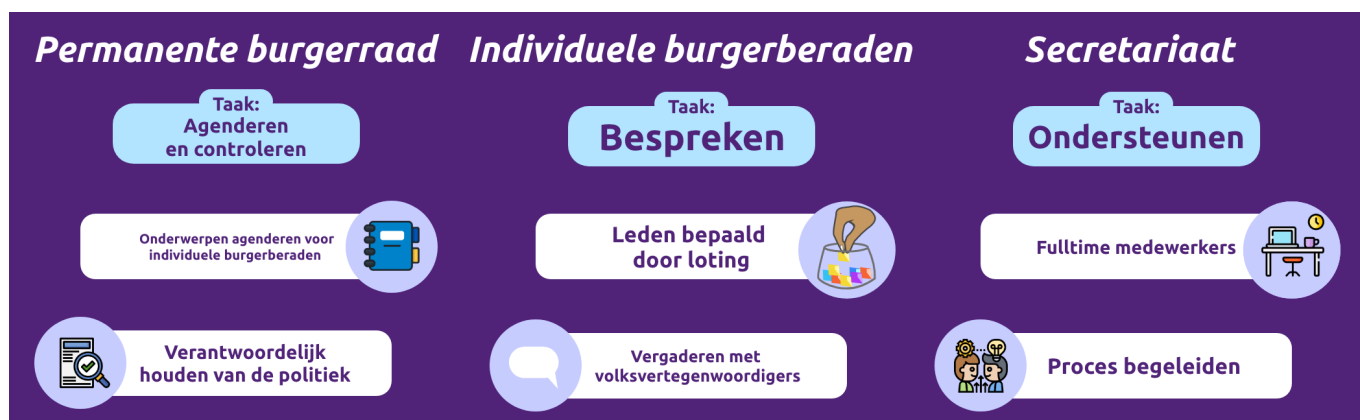 Permanente burgerraad
Taak:
Agenderen
en controleren
Onderwerpen agenderen voor
individuele burgerberaden
Verantwoordelijk
houden van de politiek
Individuele burgerberaden
Taak:
Bespreken
Leden bepaald
door loting
Vergaderen met
volksvertegenwoordigers
Secretariaat
Taak:
Ondersteunen
Fulltime medewerkers
Proces begeleiden